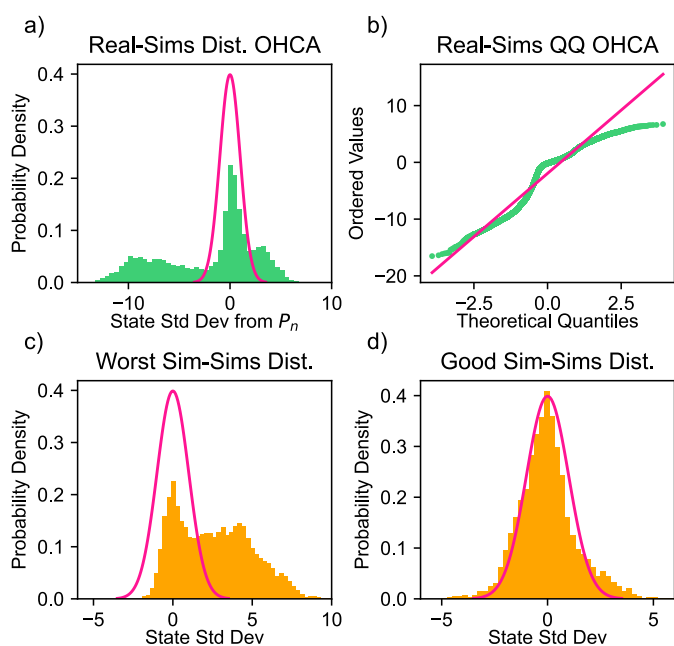 a)
Real-Sims Dist. OHCA
Probability Density
0.4
0.3
0.2
0.1
0.0
−10
0
10
State Std Dev from Pn
b)
Real-Sims QQ OHCA
Ordered Values
10
0
−10
−20
−2.5
0.0
2.5
Theoretical Quantiles
c)
Worst Sim-Sims Dist.
Probability Density
0.4
0.3
0.2
0.1
0.0
−5
0
5
10
State Std Dev
d)
Good Sim-Sims Dist.
Probability Density
0.4
0.3
0.2
0.1
0.0
−5
0
5
State Std Dev